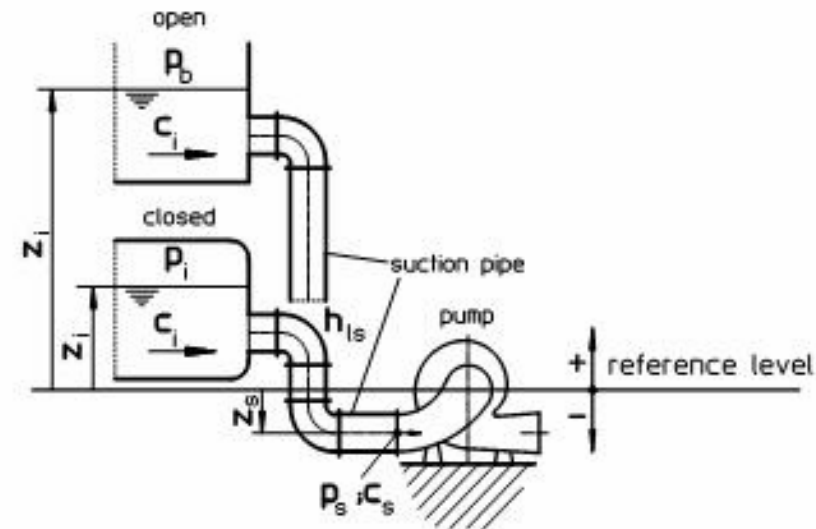 open
p_b
c_i
z_i
closed
p_i
c_i
z_i
suction pipe
h_ls
pump
+ reference level
z_s
−
p_s ; c_s